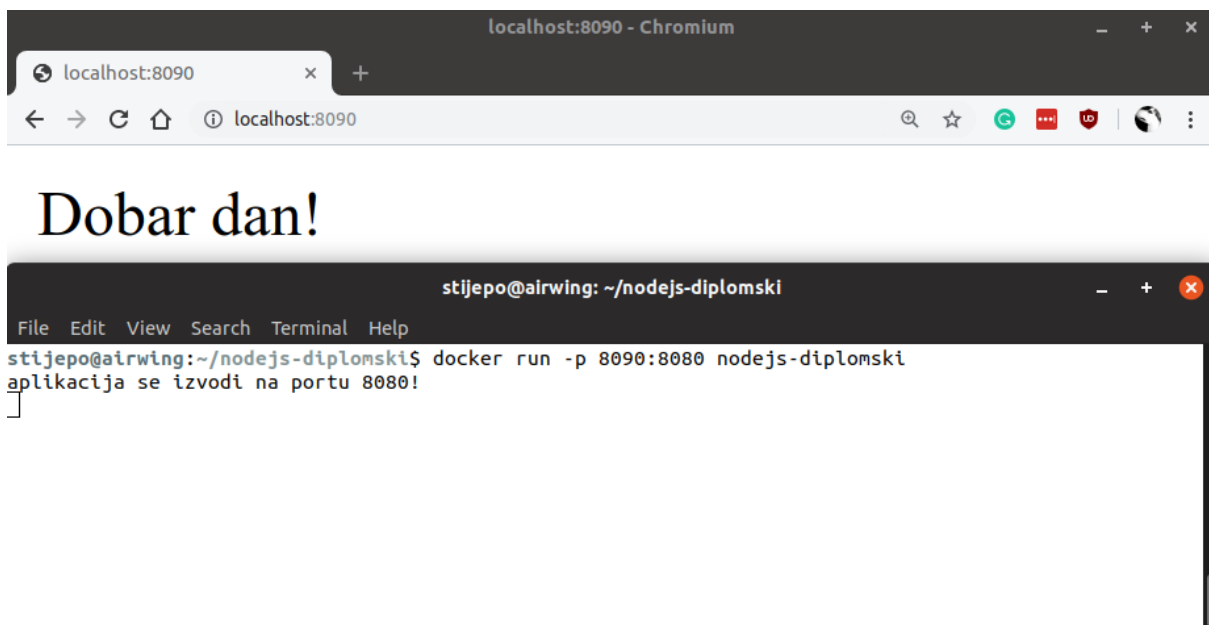 localhost:8090 - Chromium
localhost:8090
localhost:8090
Dobar dan!
stijepo@airwing: ~/nodejs-diplomski
File Edit View Search Terminal Help
stijepo@airwing:~/nodejs-diplomski$ docker run -p 8090:8080 nodejs-diplomski
aplikacija se izvodi na portu 8080!